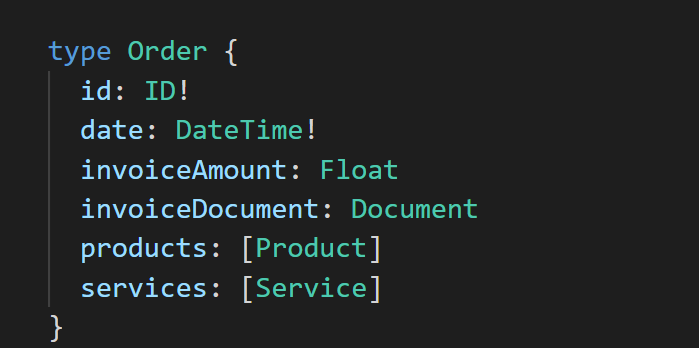 type Order {
  id: ID!
  date: DateTime!
  invoiceAmount: Float
  invoiceDocument: Document
  products: [Product]
  services: [Service]
}